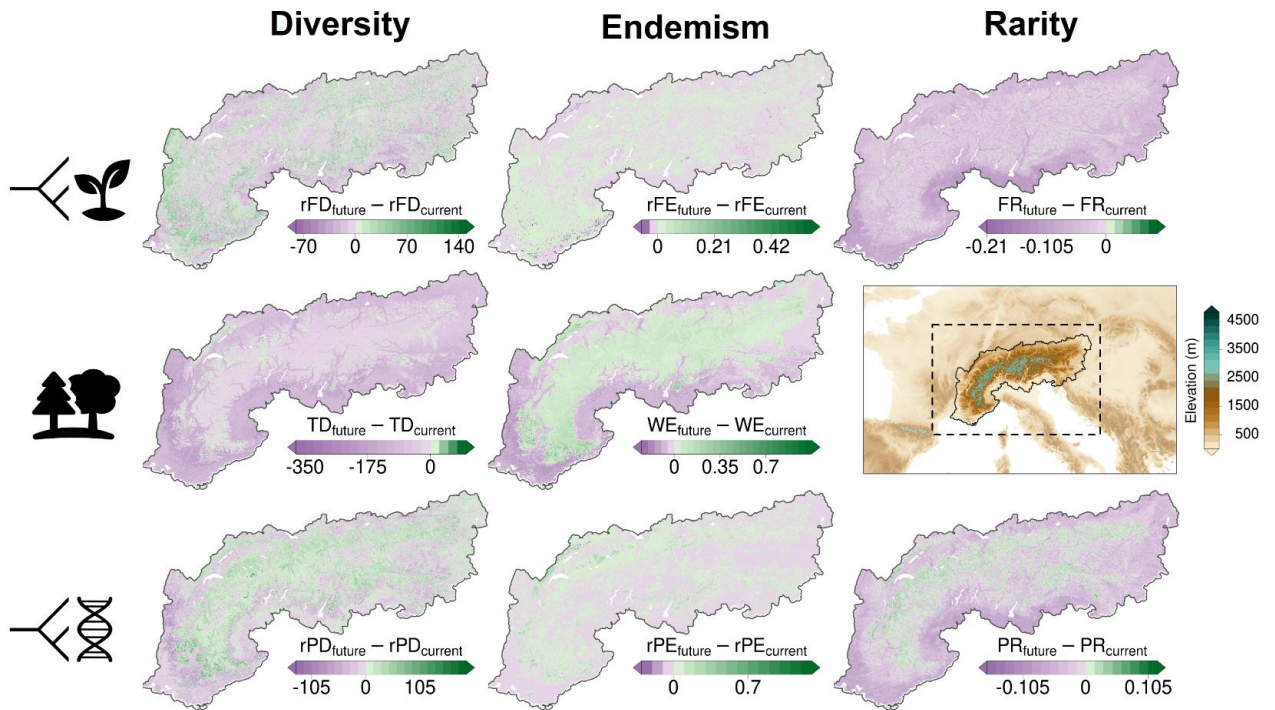 Diversity Endemism Rarity
rFDfuture – rFDcurrent
-70 0 70 140
rFEfuture – rFEcurrent
0 0.21 0.42
FRfuture – FRcurrent
-0.21 -0.105 0
TDfuture – TDcurrent
-350 -175 0
WEfuture – WEcurrent
0 0.35 0.7
Elevation (m)
4500
3500
2500
1500
500
rPDfuture – rPDcurrent
-105 0 105
rPEfuture – rPEcurrent
0 0.7
PRfuture – PRcurrent
-0.105 0 0.105